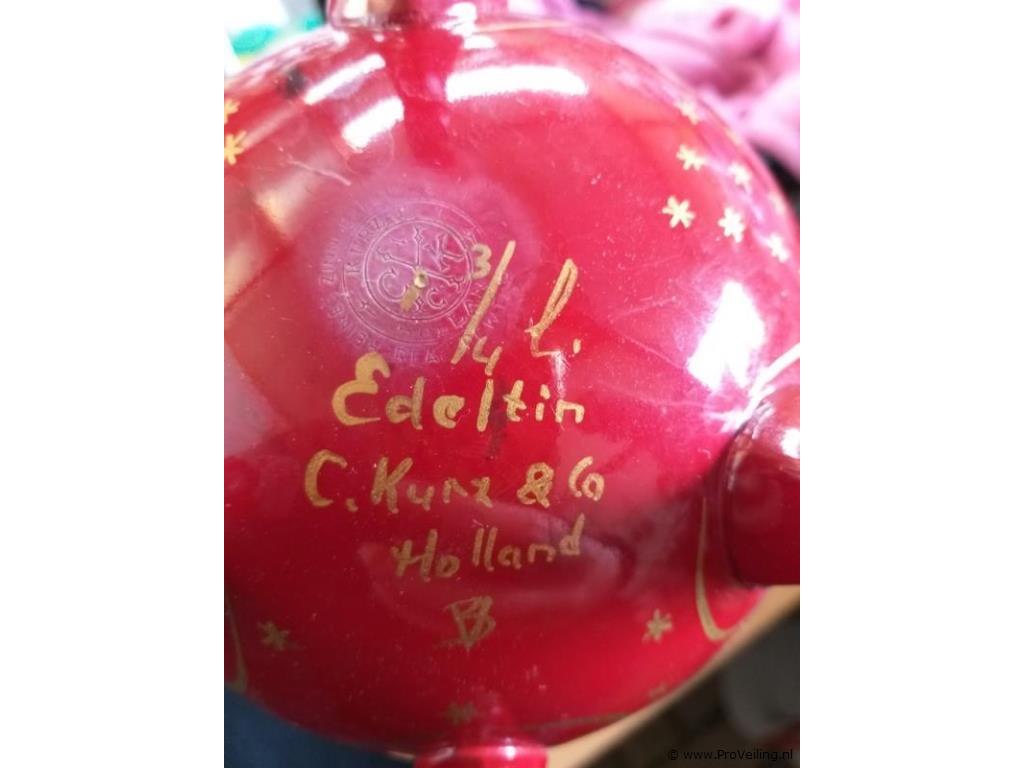 3/4 L.
Edeltin
C. Kurz & Co
Holland
B
© www.ProVeiling.nl